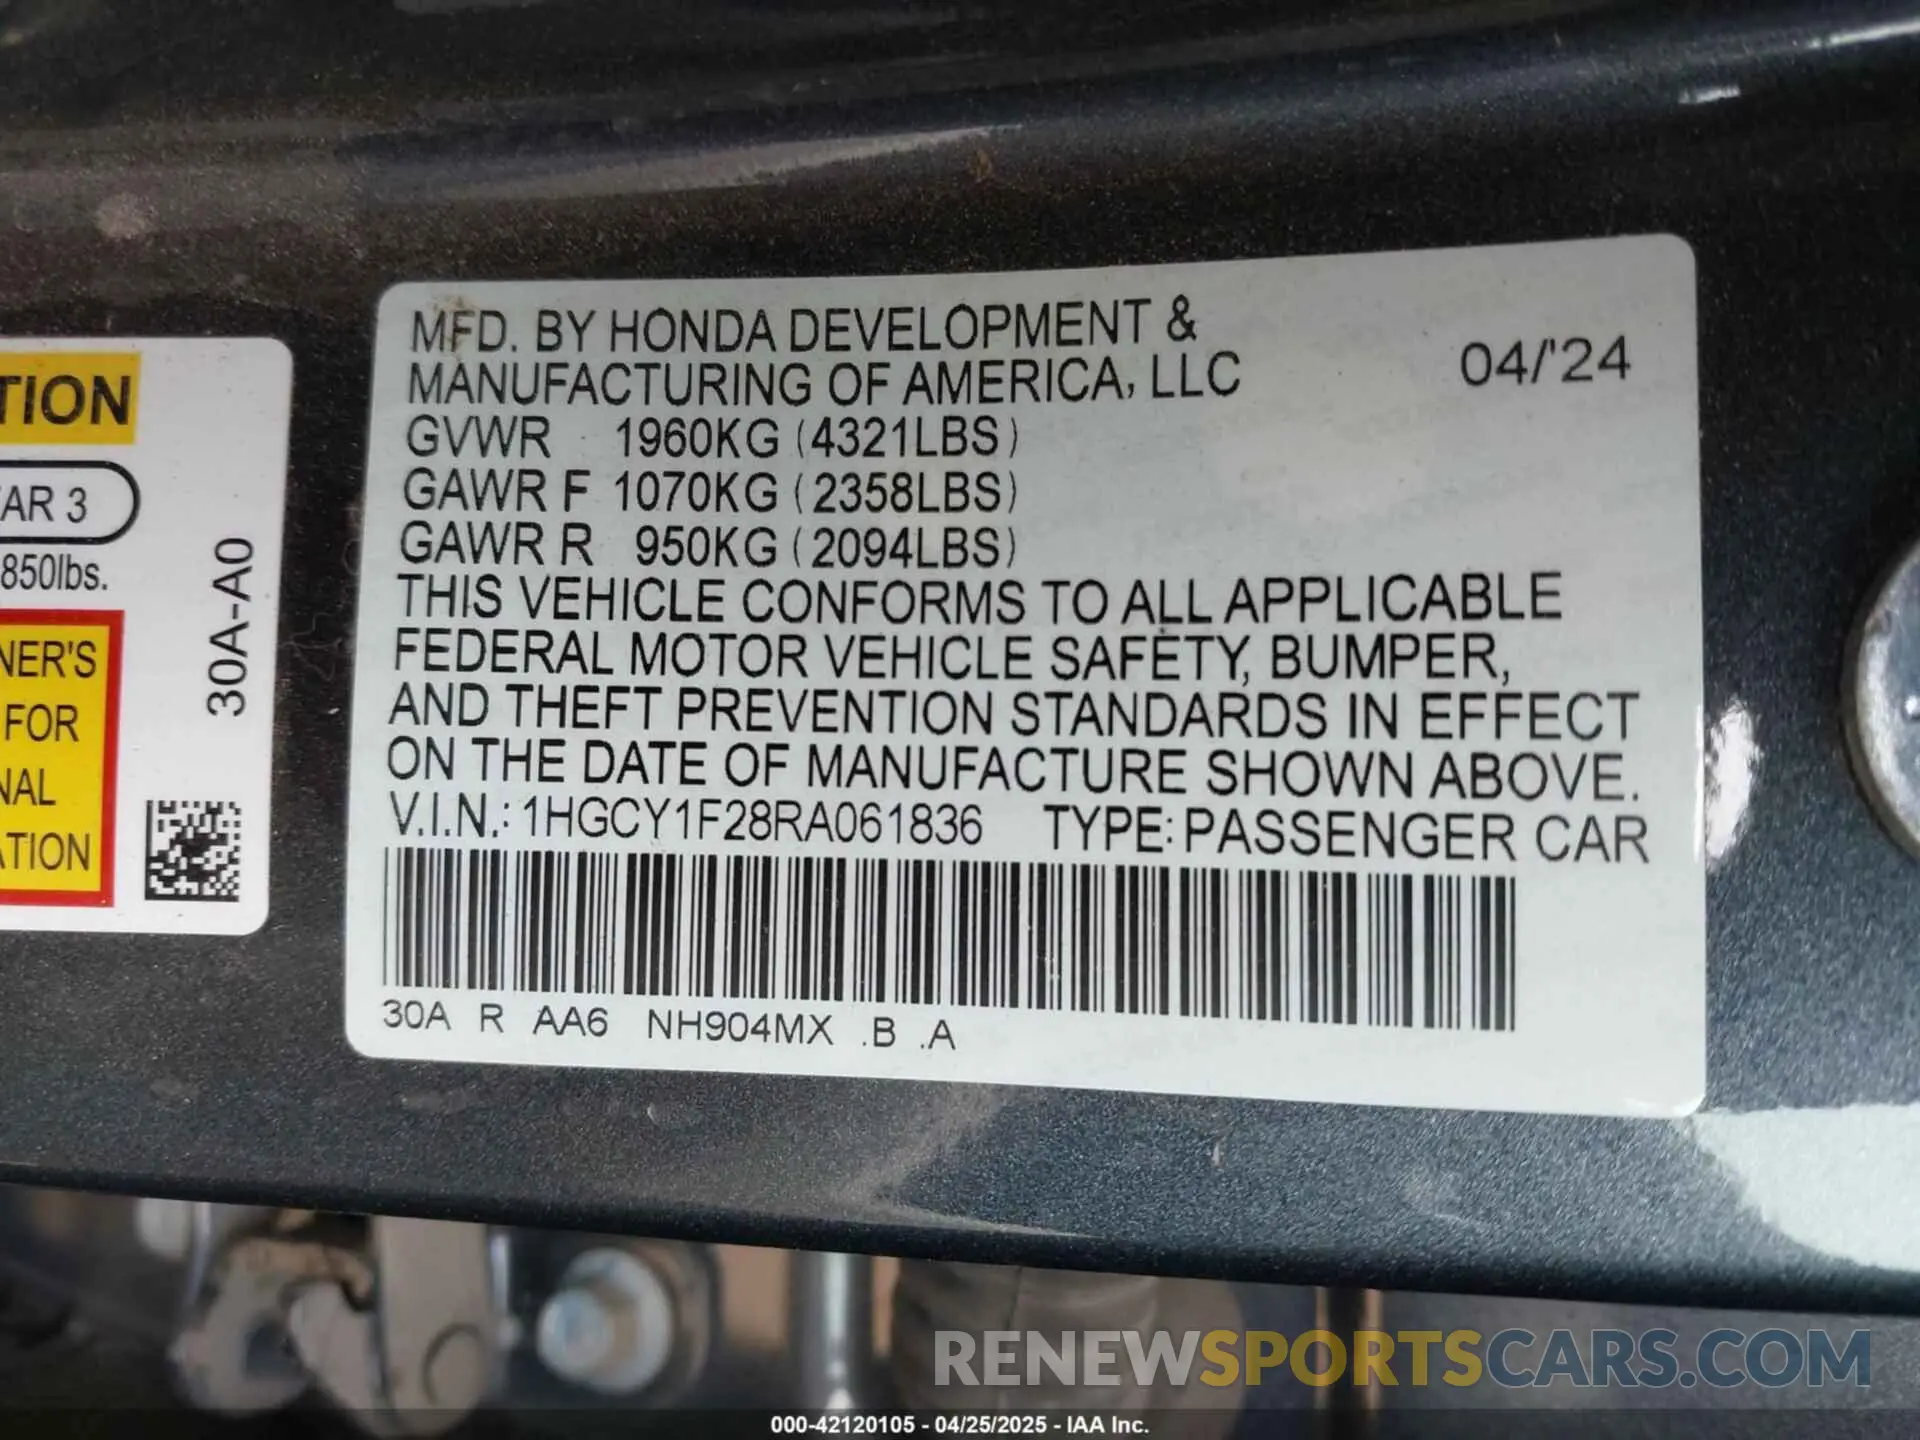 TION
AR 3
850lbs.
NER'S
FOR
NAL
ATION
30A-A0
MFD. BY HONDA DEVELOPMENT &
MANUFACTURING OF AMERICA, LLC
04/'24
GVWR 1960KG (4321LBS)
GAWR F 1070KG (2358LBS)
GAWR R 950KG (2094LBS)
THIS VEHICLE CONFORMS TO ALL APPLICABLE
FEDERAL MOTOR VEHICLE SAFETY, BUMPER,
AND THEFT PREVENTION STANDARDS IN EFFECT
ON THE DATE OF MANUFACTURE SHOWN ABOVE.
V.I.N.: 1HGCY1F28RA061836 TYPE: PASSENGER CAR
30A R AA6 NH904MX .B .A
RENEWSPORTSCARS.COM
000-42120105 - 04/25/2025 - IAA Inc.